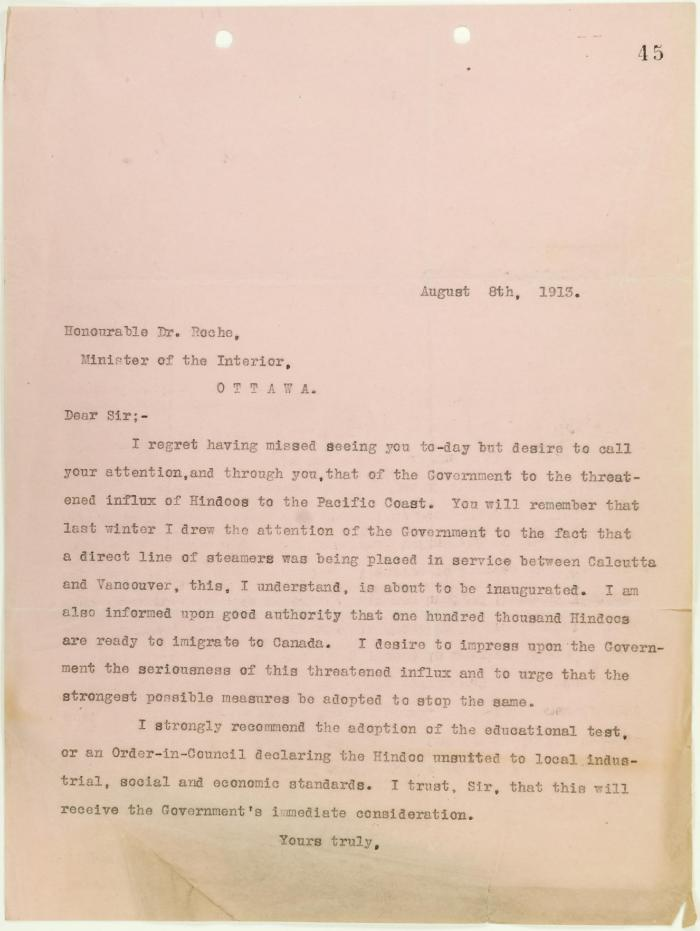 45
August 8th, 1913.
Honourable Dr. Roche,
Minister of the Interior,
O T T A W A.
Dear Sir;-
I regret having missed seeing you to-day but desire to call
your attention,and through you,that of the Government to the threat-
ened influx of Hindoos to the Pacific Coast. You will remember that
last winter I drew the attention of the Government to the fact that
a direct line of steamers was being placed in service between Calcutta
and Vancouver, this, I understand, is about to be inaugurated. I am
also informed upon good authority that one hundred thousand Hindoos
are ready to imigrate to Canada. I desire to impress upon the Govern-
ment the seriousness of this threatened influx and to urge that the
strongest possible measures be adopted to stop the same.
I strongly recommend the adoption of the educational test,
or an Order-in-Council declaring the Hindoo unsuited to local indus-
trial, social and economic standards. I trust, Sir, that this will
receive the Government's immediate consideration.
Yours truly,